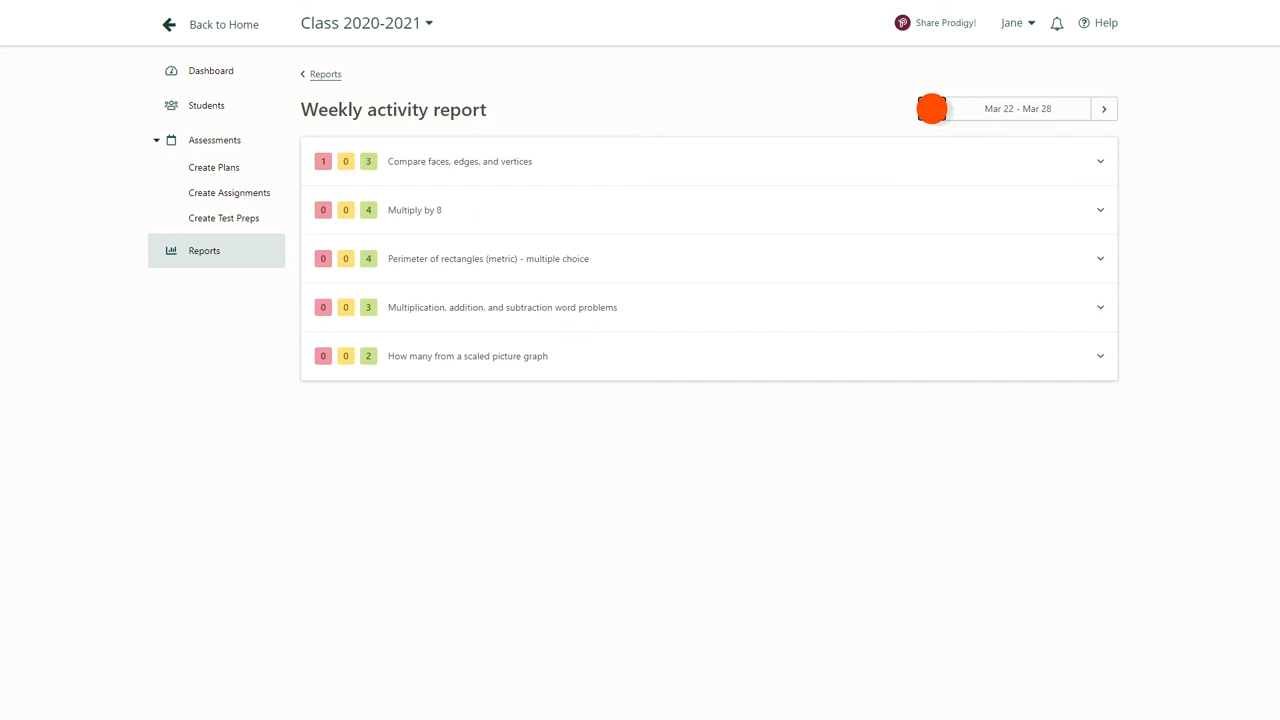 Back to Home
Class 2020-2021
Share Prodigy!
Jane
Help
Dashboard
Students
Assessments
Create Plans
Create Assignments
Create Test Preps
Reports
Reports
Weekly activity report
Mar 22 - Mar 28
1 0 3 Compare faces, edges, and vertices
0 0 4 Multiply by 8
0 0 4 Perimeter of rectangles (metric) - multiple choice
0 0 3 Multiplication, addition, and subtraction word problems
0 0 2 How many from a scaled picture graph